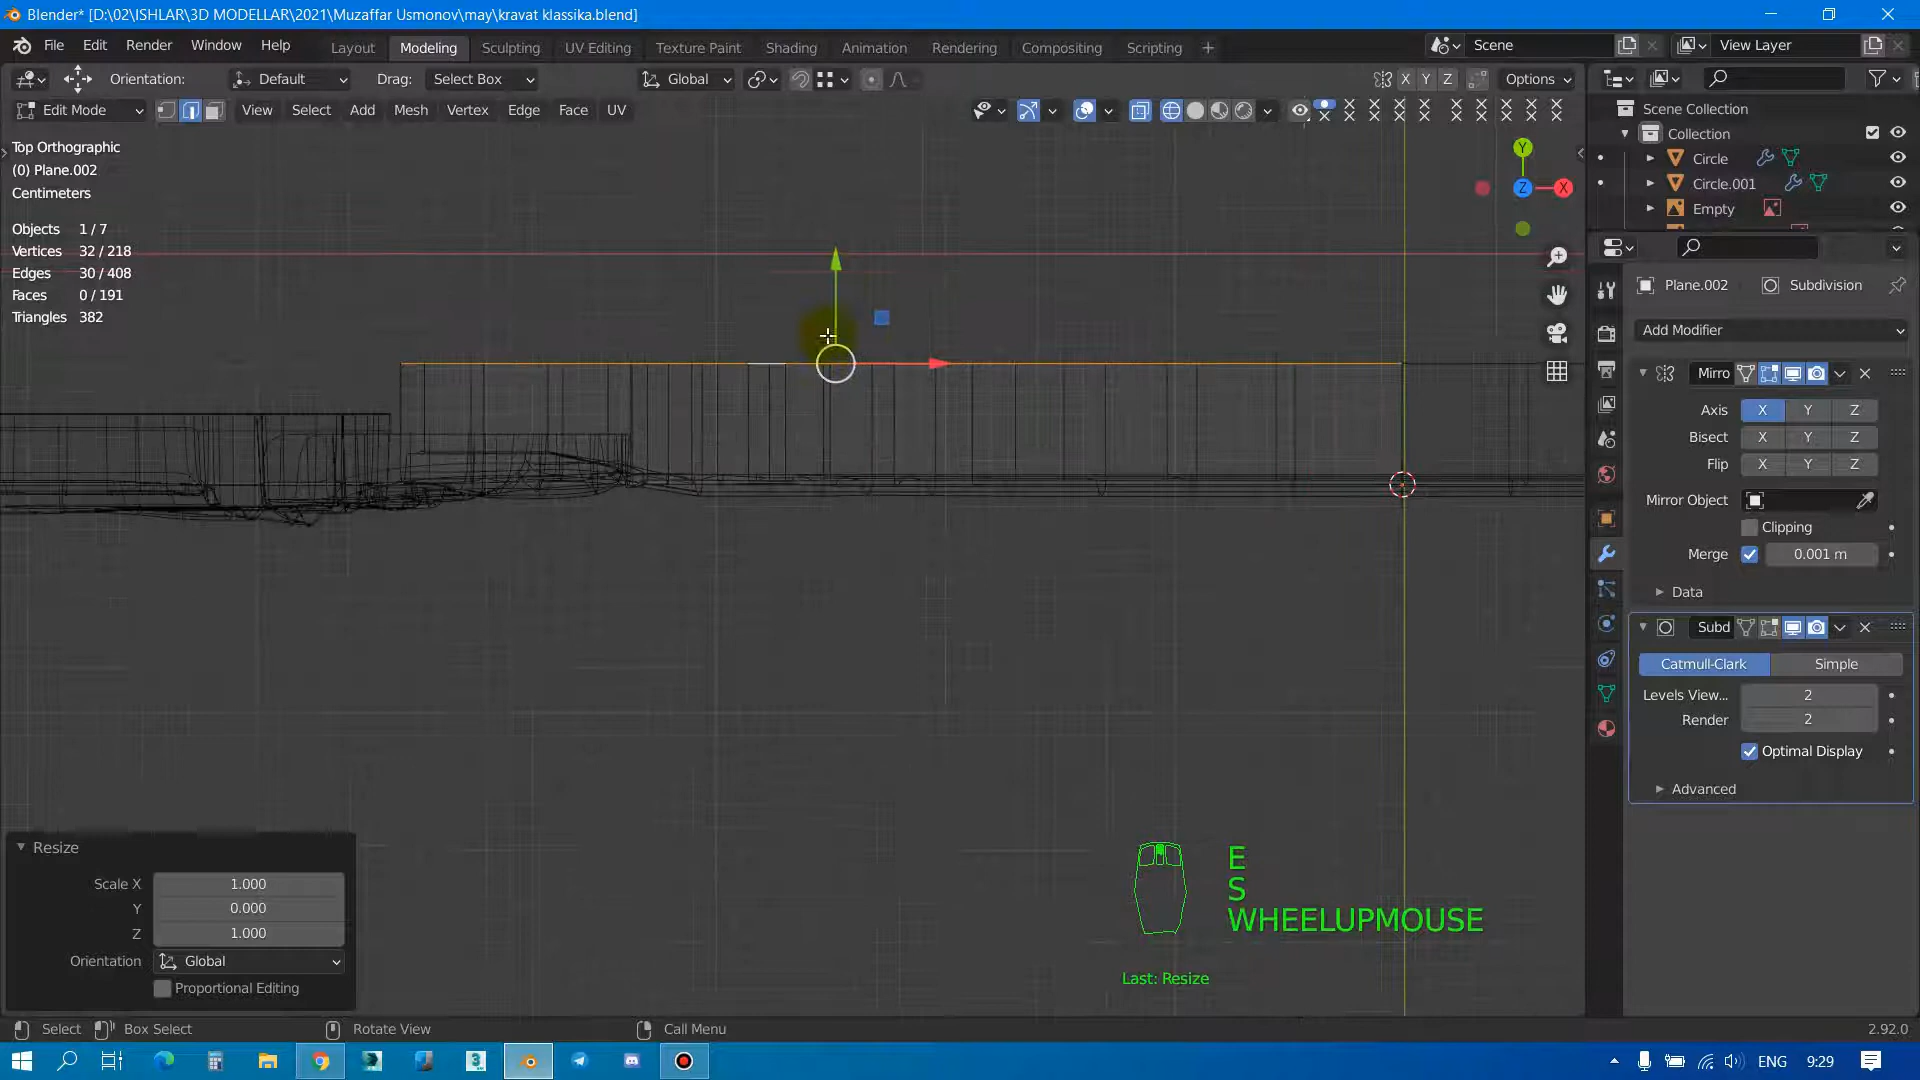 Blender* [D:\02\ISHLAR\3D MODELLAR\2021\Muzaffar Usmonov\may\kravat klassika.blend]
File Edit Render Window Help
Layout Modeling Sculpting UV Editing Texture Paint Shading Animation Rendering Compositing Scripting +
Scene
View Layer
Orientation: Default Drag: Select Box Global X Y Z Options
Edit Mode View Select Add Mesh Vertex Edge Face UV
Top Orthographic
(0) Plane.002
Centimeters
Objects 1 / 7
Vertices 32 / 218
Edges 30 / 408
Faces 0 / 191
Triangles 382
Y
Z
X
Scene Collection
Collection
Circle
Circle.001
Empty
Plane.002 Subdivision
Add Modifier
Mirro
Axis X Y Z
Bisect X Y Z
Flip X Y Z
Mirror Object
Clipping
Merge 0.001 m
Data
Subd
Catmull-Clark Simple
Levels View... 2
Render 2
Optimal Display
Advanced
Resize
Scale X 1.000
Y 0.000
Z 1.000
Orientation Global
Proportional Editing
E
S
WHEELUPMOUSE
Last: Resize
Select Box Select Rotate View Call Menu 2.92.0
ENG 9:29